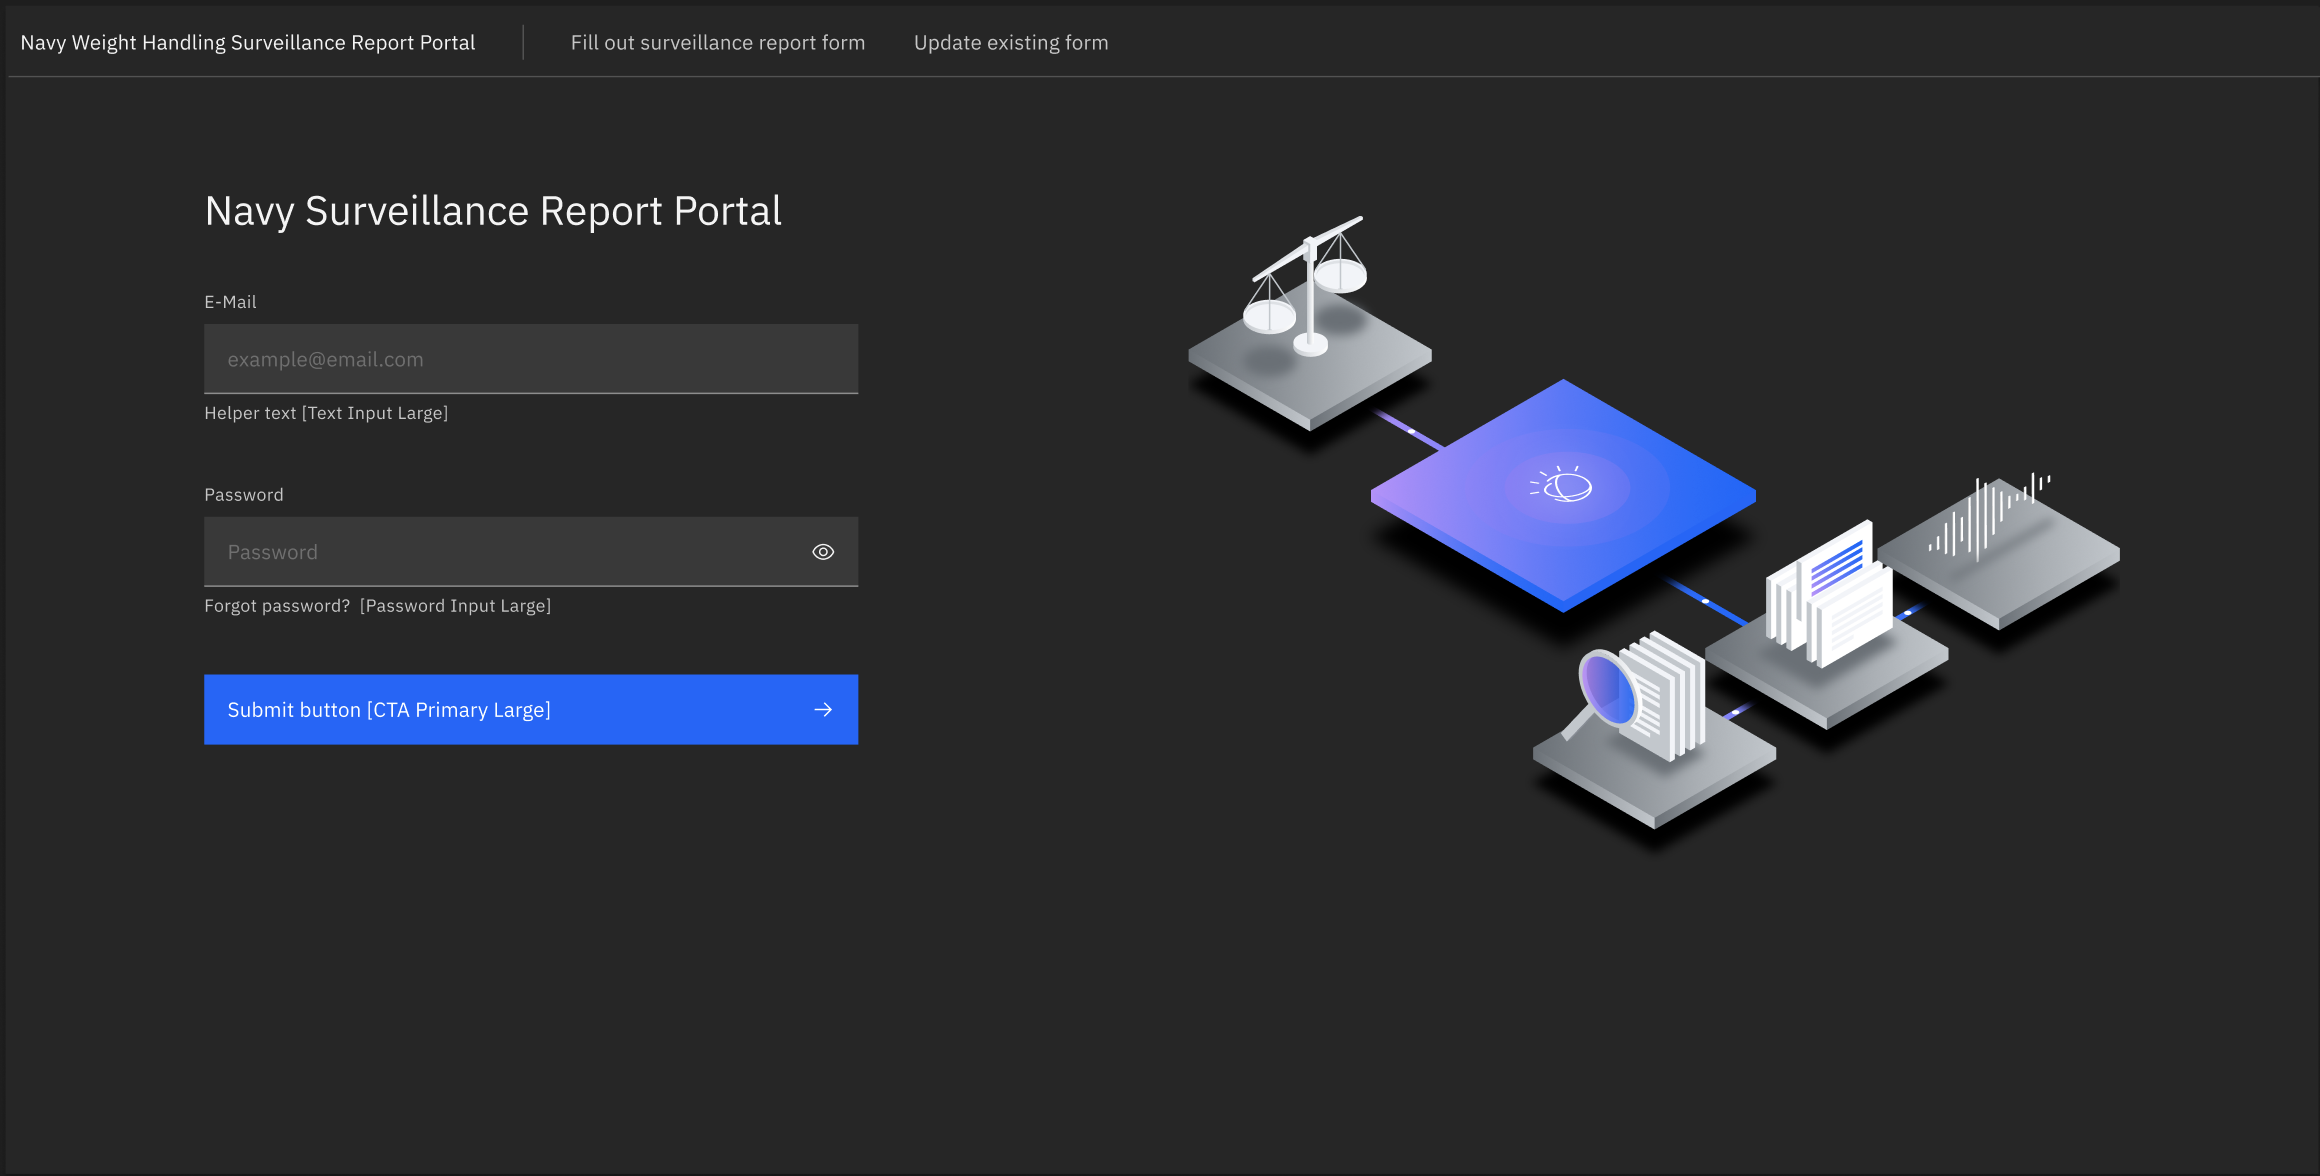 Navy Weight Handling Surveillance Report Portal
Fill out surveillance report form
Update existing form
Navy Surveillance Report Portal
E-Mail
example@email.com
Helper text [Text Input Large]
Password
Password
Forgot password?  [Password Input Large]
Submit button [CTA Primary Large]